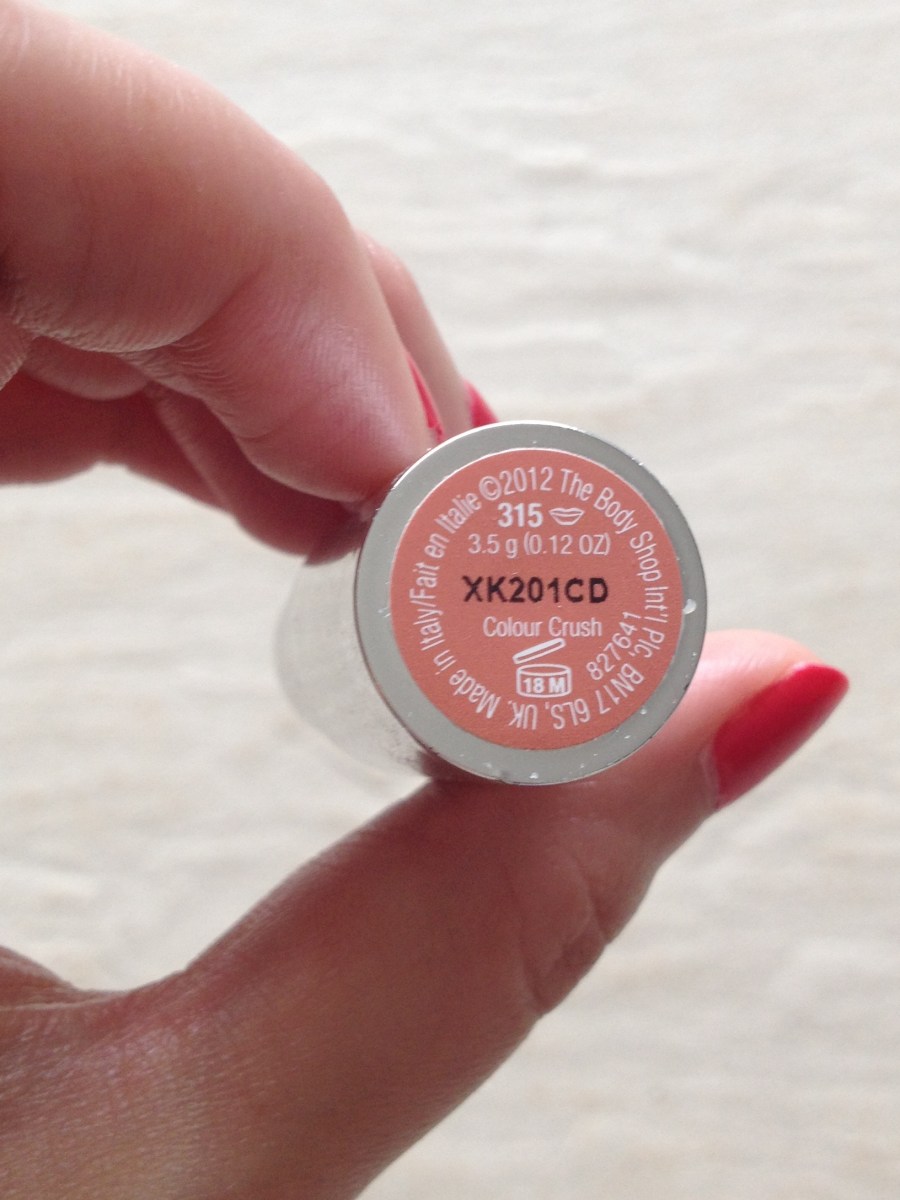 ©2012 The Body Shop Int'l Plc, BN17 6LS, UK. Made in Italy/Fait en Italie
315
3.5 g (0.12 OZ)
XK201CD
Colour Crush
827641
18 M